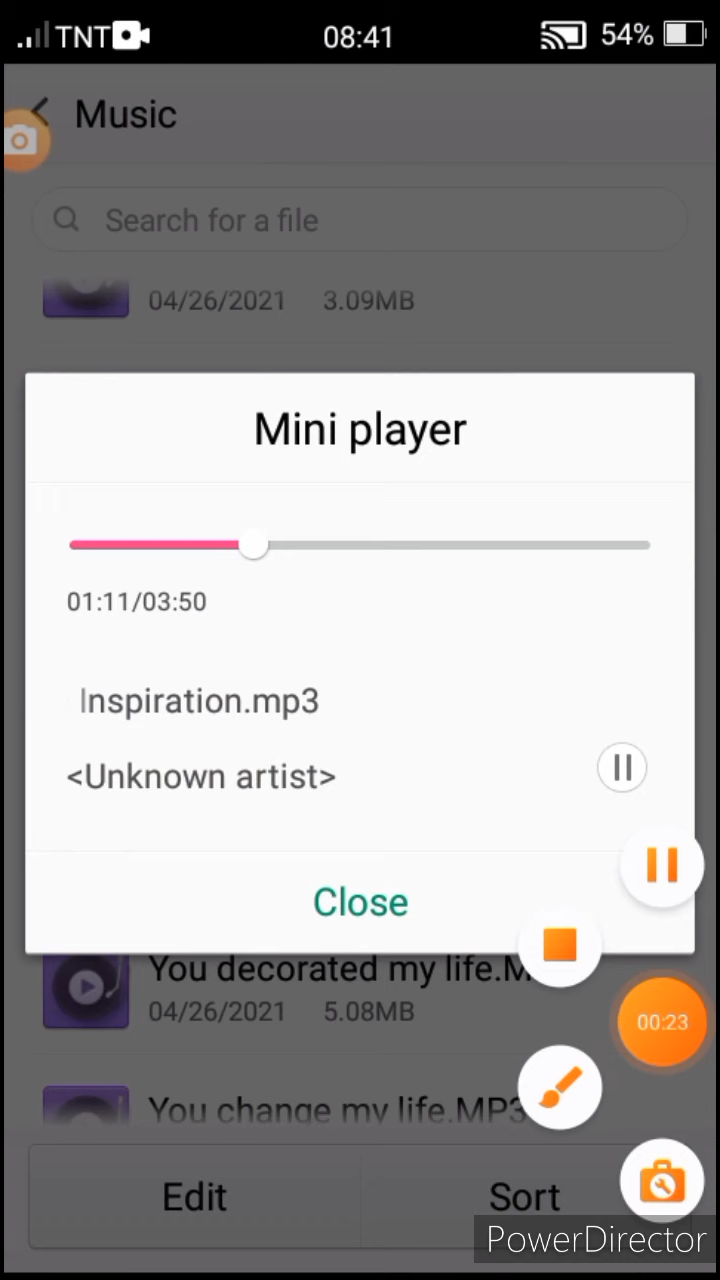 TNT 08:41 54%
Music
Search for a file
04/26/2021 3.09MB
Mini player
01:11/03:50
Inspiration.mp3
<Unknown artist>
Close
You decorated my life.M
04/26/2021 5.08MB
00:23
You change my life.MP3
Edit Sort
PowerDirector